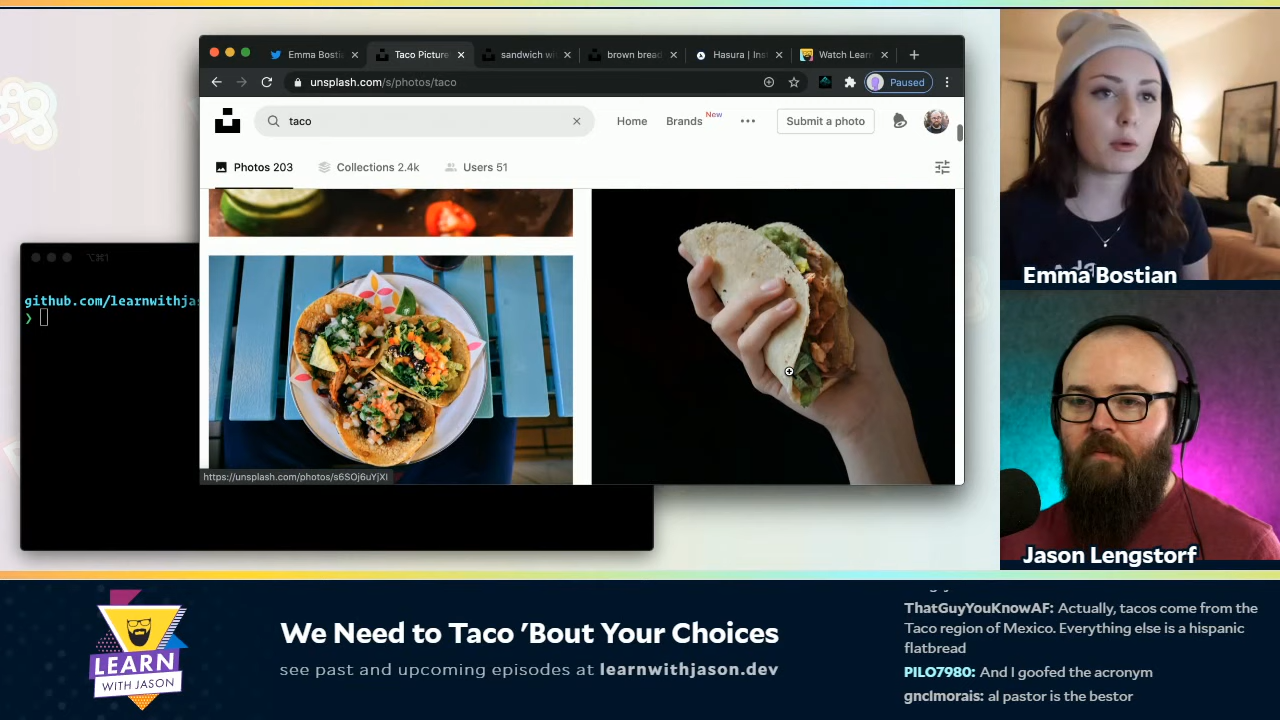 Emma Bostia
Taco Picture
sandwich wi
brown bread
Hasura | Inst
Watch Learn
unsplash.com/s/photos/taco
Paused
taco
Home
Brands
New
Submit a photo
Photos 203
Collections 2.4k
Users 51
⌥⌘1
github.com/learnwithjas
❯
https://unsplash.com/photos/s6SOj6uYjXI
Emma Bostian
Jason Lengstorf
LEARN
WITH JASON
We Need to Taco 'Bout Your Choices
see past and upcoming episodes at learnwithjason.dev
ThatGuyYouKnowAF: Actually, tacos come from the
Taco region of Mexico. Everything else is a hispanic
flatbread
PILO7980: And I goofed the acronym
gnclmorais: al pastor is the bestor